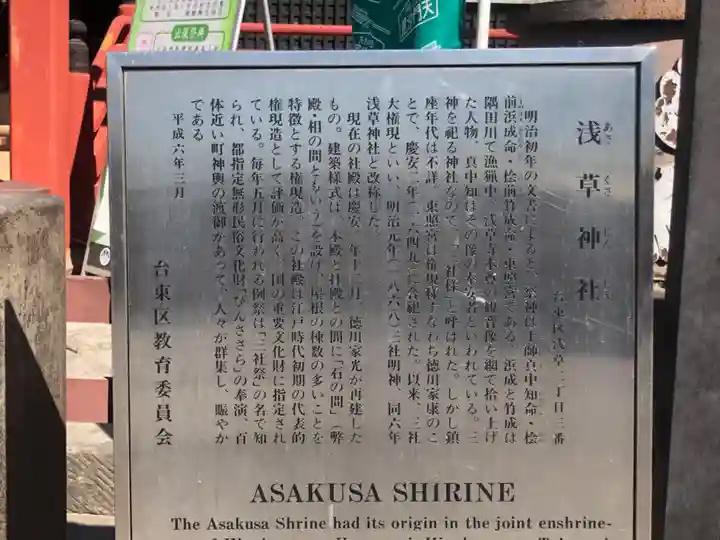 浅草神社
あさくさじんじゃ
台東区浅草二丁目三番
明治初年の文書によると、祭神は土師真中知命・桧
前浜成命・桧前竹成命・東照宮である。浜成と竹成は
隅田川で漁猟中、浅草寺本尊の観音像を網で拾い上げ
た人物、真中知はその像の奉安者といわれている。三
神を祀る神社なので、「三社様」と呼ばれた。しかし鎮
座年代は不詳。東照宮は権現様すなわち徳川家康のこ
とで、慶安二年(一六四九)に合祀された。以来、三社
大権現といい、明治元年(一八六八)三社明神、同六年
浅草神社と改称した。
現在の社殿は慶安二年十二月、徳川家光が再建した
もの。建築様式は、本殿と拝殿との間に「石の間」(弊
殿・相の間ともいう)を設け、屋根の棟数の多いことを
特徴とする権現造。この社殿は江戸時代初期の代表的
権現造として評価が高く、国の重要文化財に指定され
ている。毎年五月に行われる例祭は「三社祭」の名で知
られ、都指定無形民俗文化財「びんざさら」の奉演、百
体近い町神輿の渡御があって、人々が群集し、賑やか
である
平成六年三月
台東区教育委員会
ASAKUSA SHIRINE
The Asakusa Shrine had its origin in the joint enshrine-